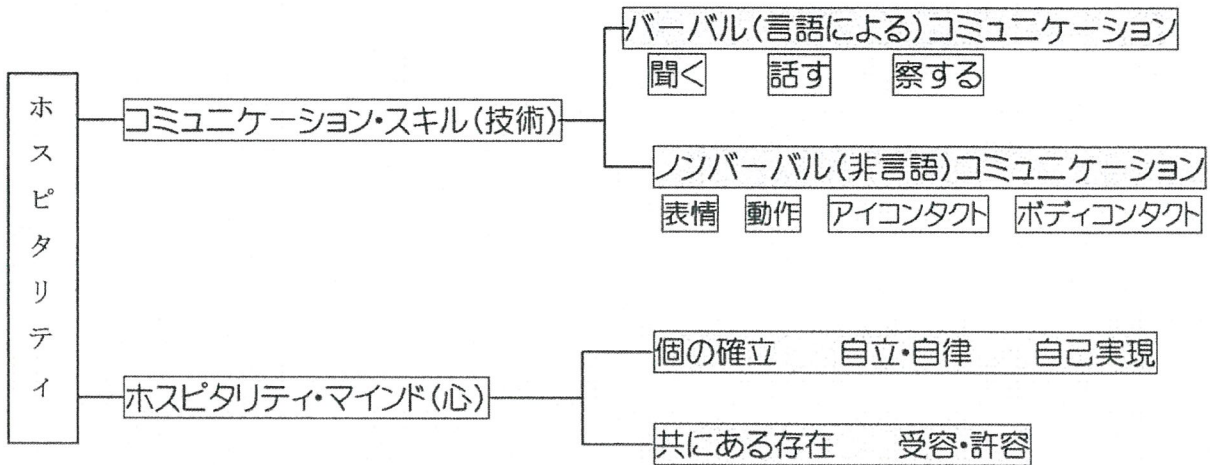 ホスピタリティ
コミュニケーション・スキル(技術)
バーバル(言語による)コミュニケーション
聞く 話す 察する
ノンバーバル(非言語)コミュニケーション
表情 動作 アイコンタクト ボディコンタクト
ホスピタリティ・マインド(心)
個の確立 自立・自律 自己実現
共にある存在 受容・許容